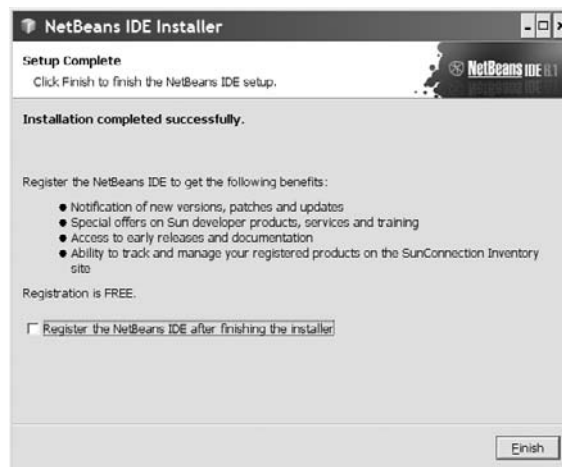 NetBeans IDE Installer
Setup Complete
Click Finish to finish the NetBeans IDE setup.
NetBeans IDE 6.1
Installation completed successfully.
Register the NetBeans IDE to get the following benefits:
● Notification of new versions, patches and updates
● Special offers on Sun developer products, services and training
● Access to early releases and documentation
● Ability to track and manage your registered products on the SunConnection Inventory
site
Registration is FREE.
Register the NetBeans IDE after finishing the installer
Finish